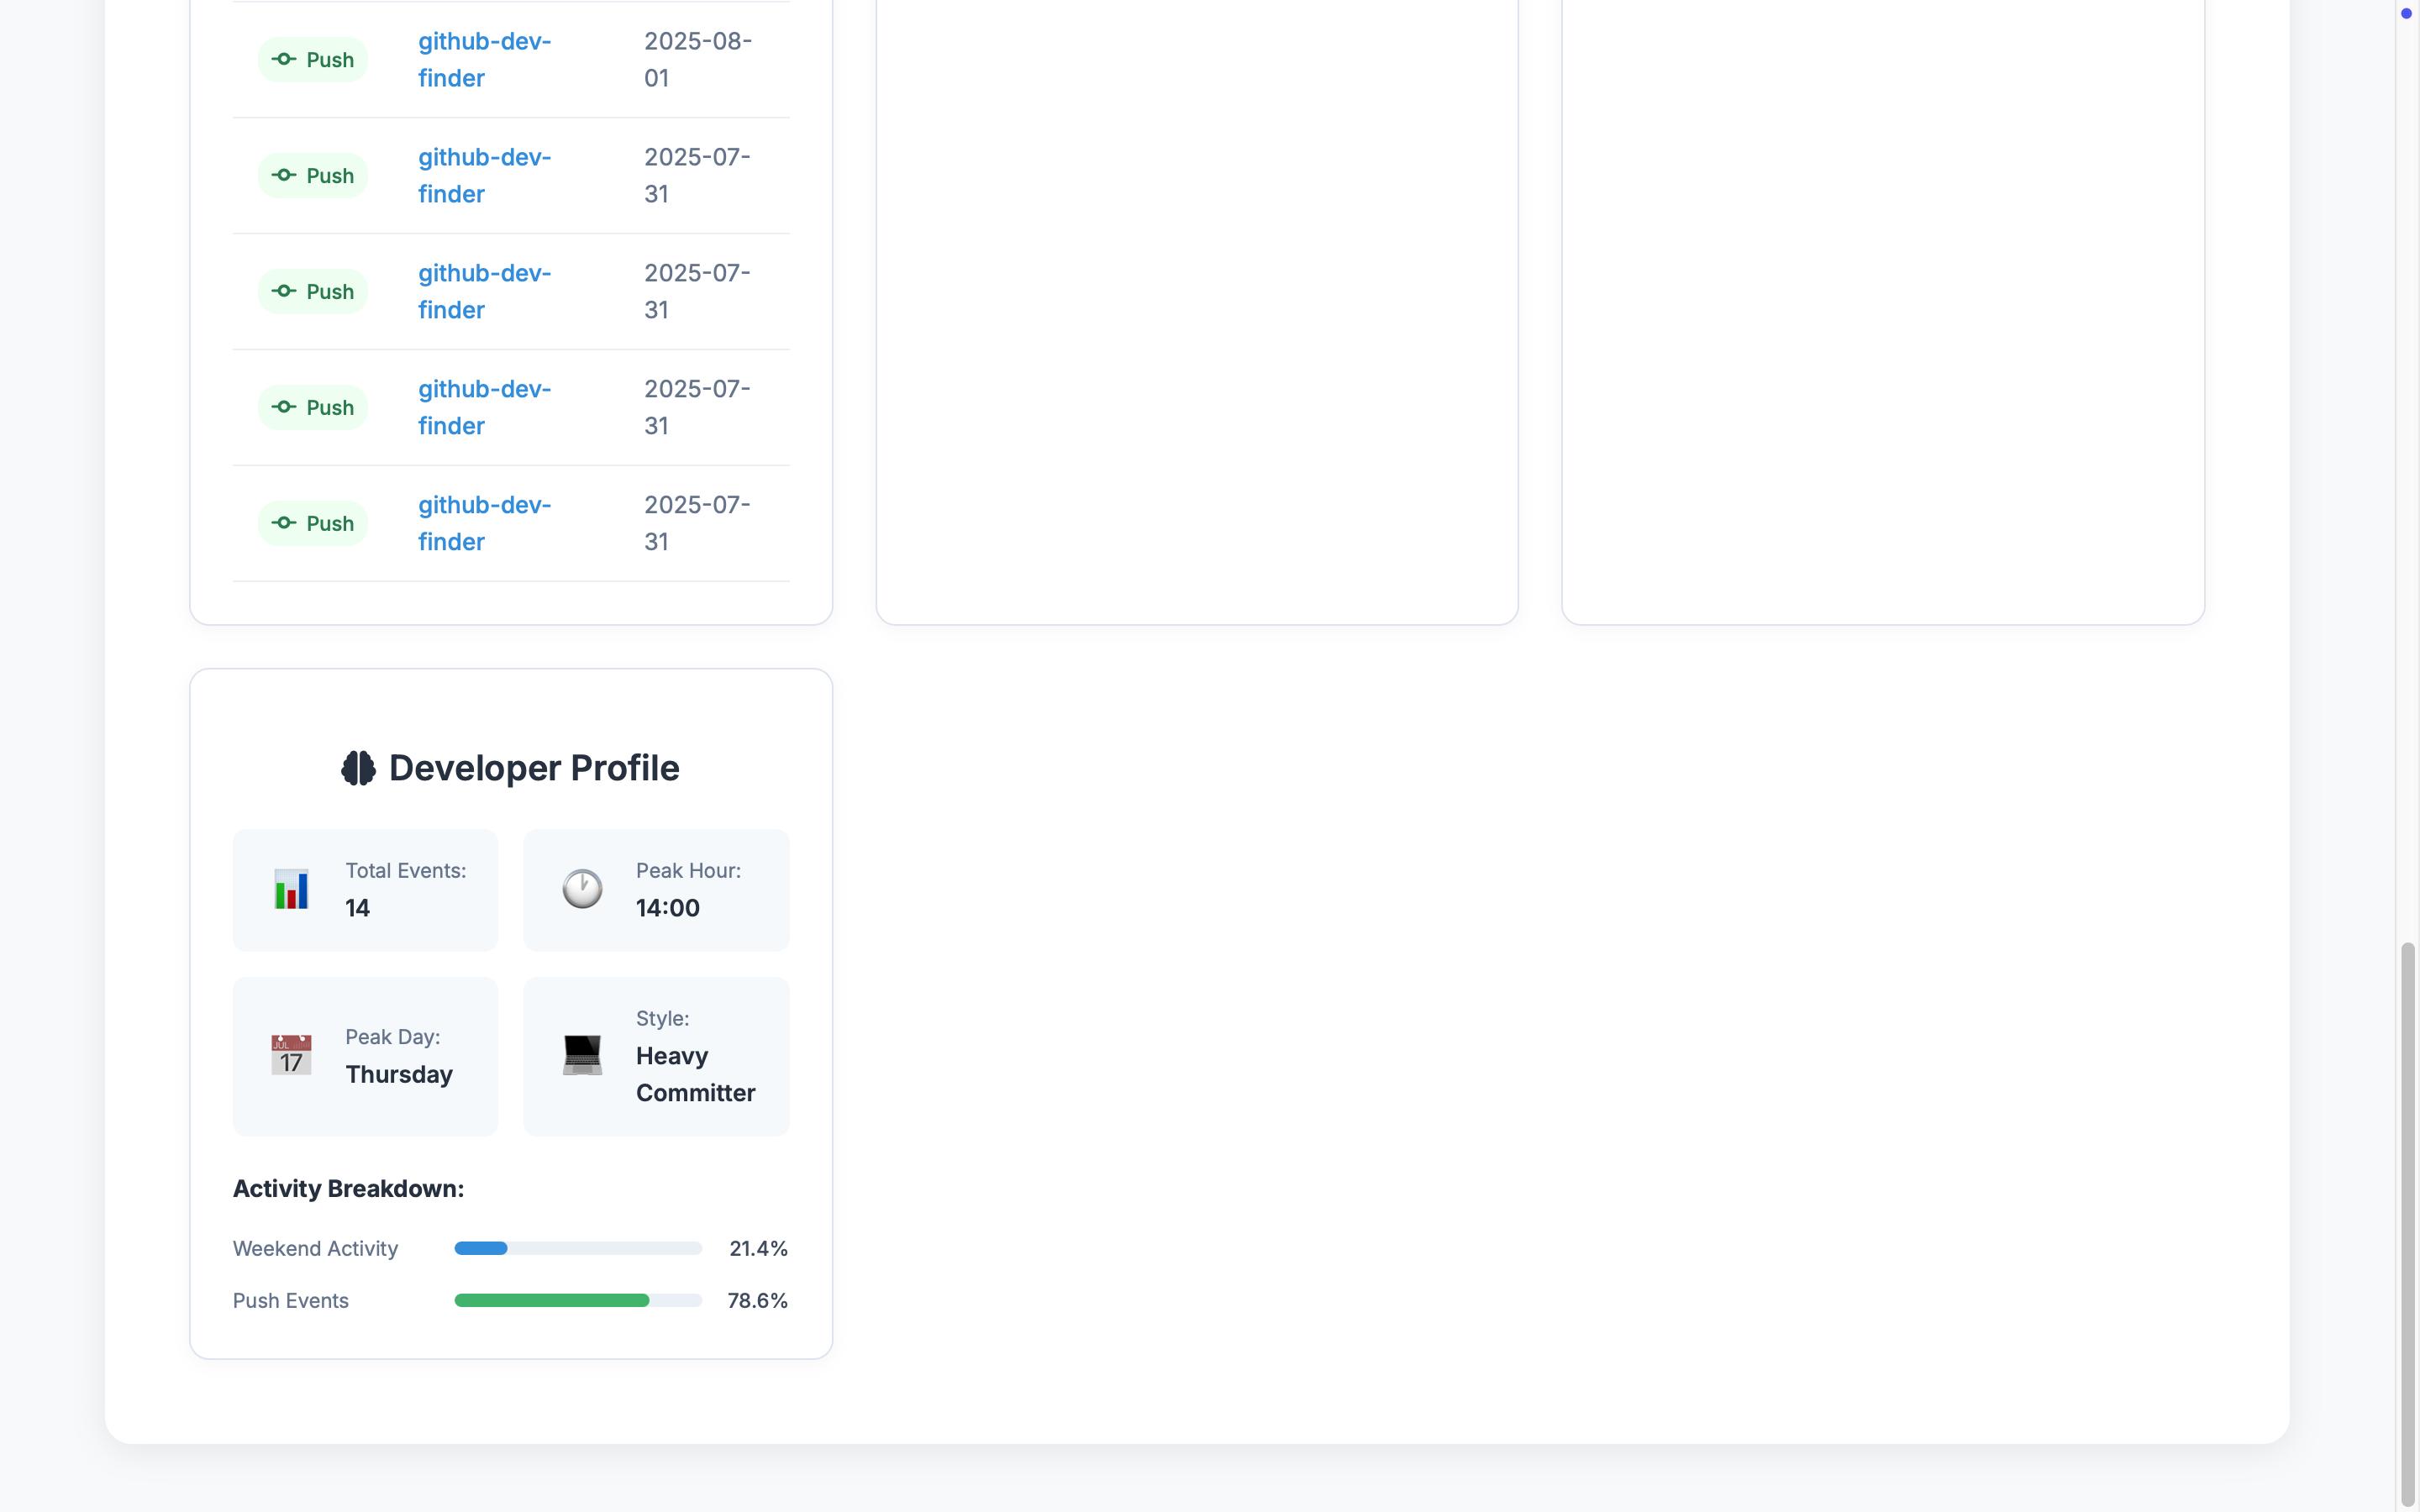 Push
github-dev-
finder
2025-08-
01
Push
github-dev-
finder
2025-07-
31
Push
github-dev-
finder
2025-07-
31
Push
github-dev-
finder
2025-07-
31
Push
github-dev-
finder
2025-07-
31
Developer Profile
Total Events:
14
Peak Hour:
14:00
JUL
17
Peak Day:
Thursday
Style:
Heavy
Committer
Activity Breakdown:
Weekend Activity
21.4%
Push Events
78.6%